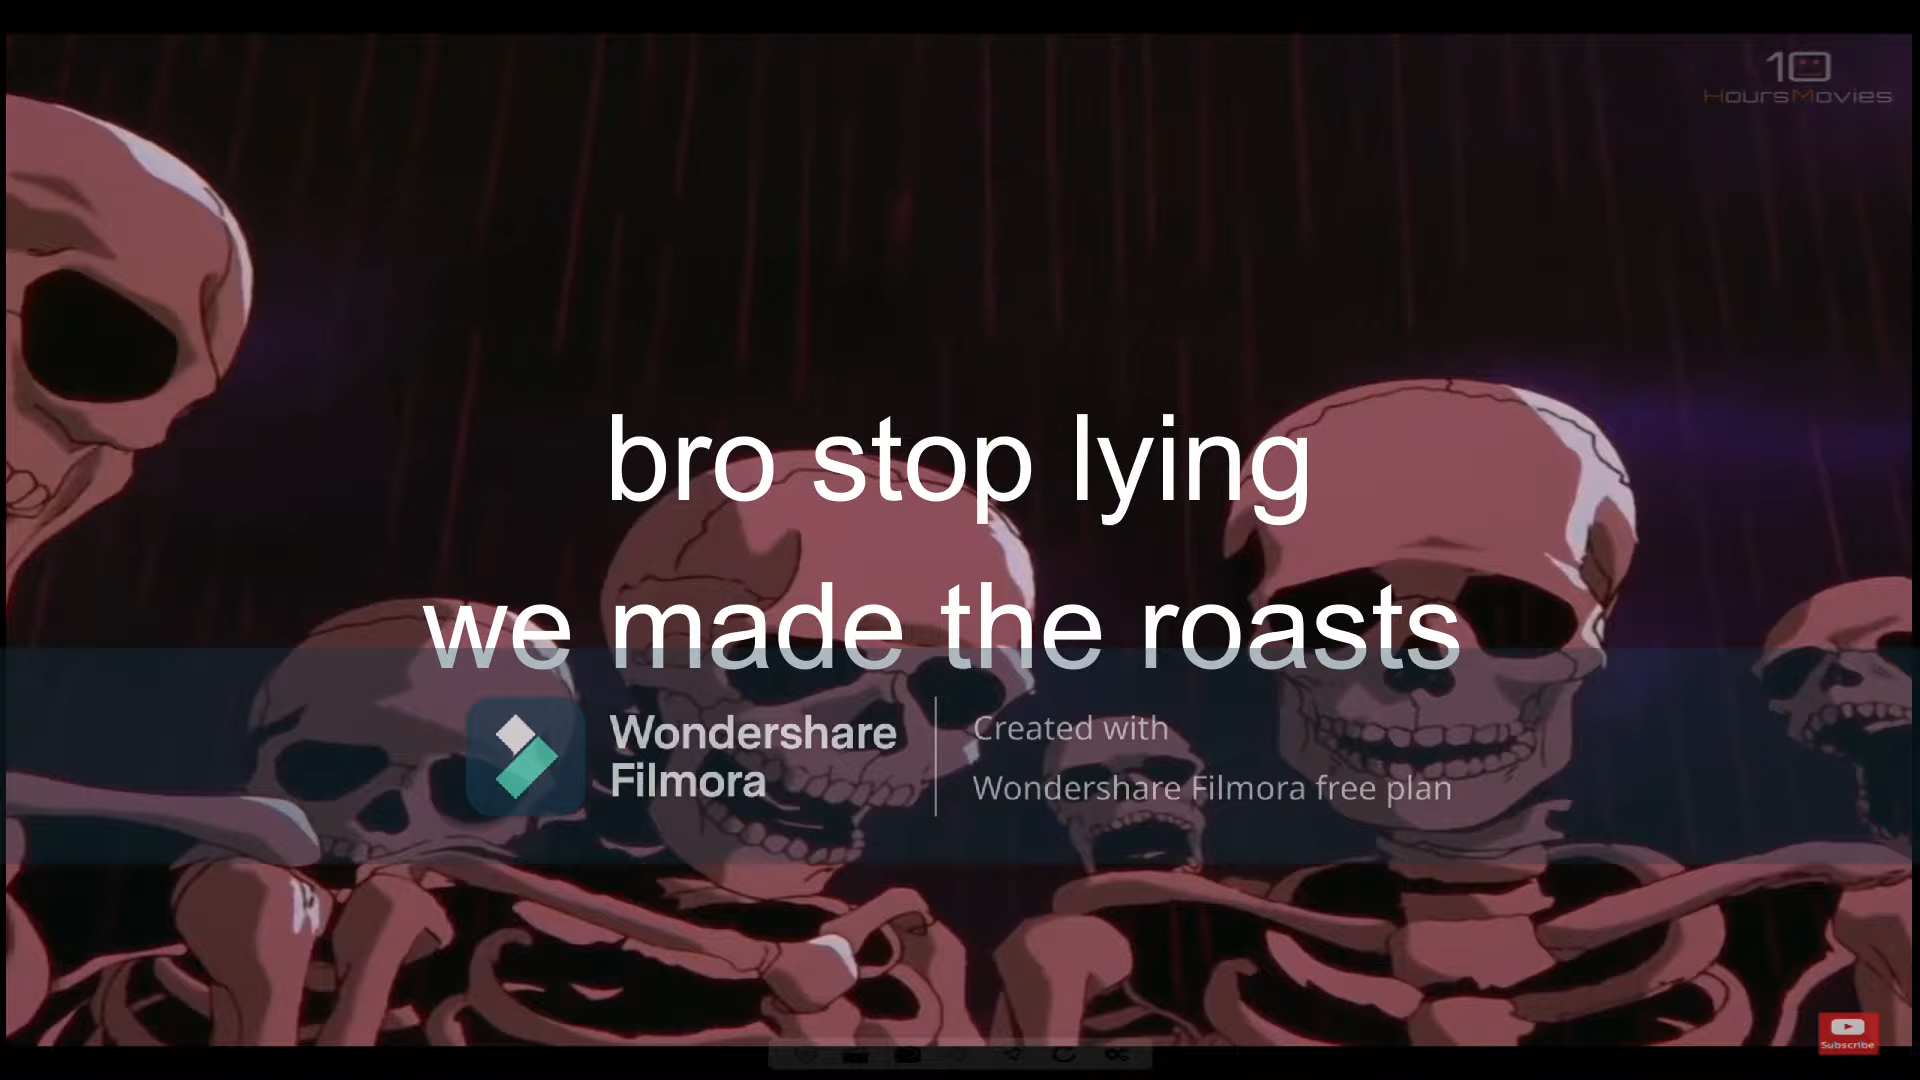 10
HoursMovies
bro stop lying
we made the roasts
Wondershare
Filmora
Created with
Wondershare Filmora free plan
Subscribe